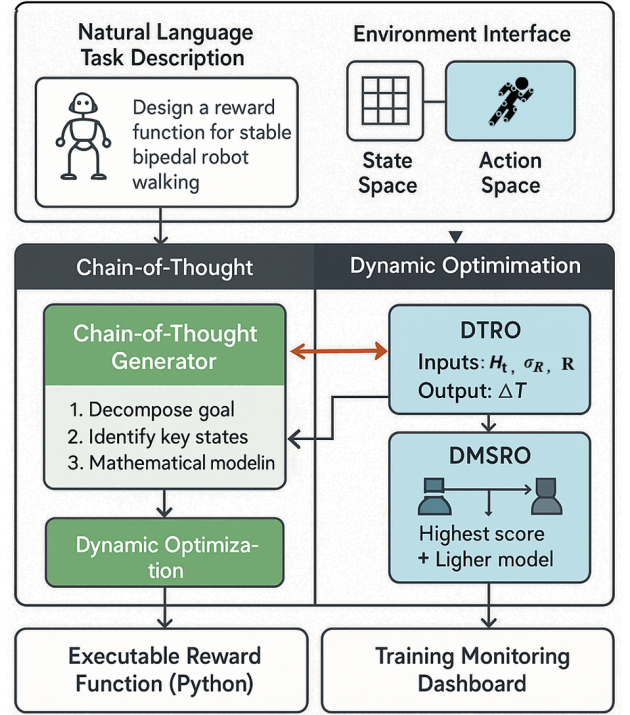 Natural Language
Task Description
Environment Interface
Design a reward
function for stable
bipedal robot
walking
State
Space
Action
Space
Chain-of-Thought
Dynamic Optimimation
Chain-of-Thought
Generator
1. Decompose goal
2. Identify key states
3. Mathematical modelin
Dynamic Optimiza-
tion
DTRO
Inputs: Hₜ, σ_R, R
Output: ΔT
DMSRO
Highest score
+ Ligher model
Executable Reward
Function (Python)
Training Monitoring
Dashboard